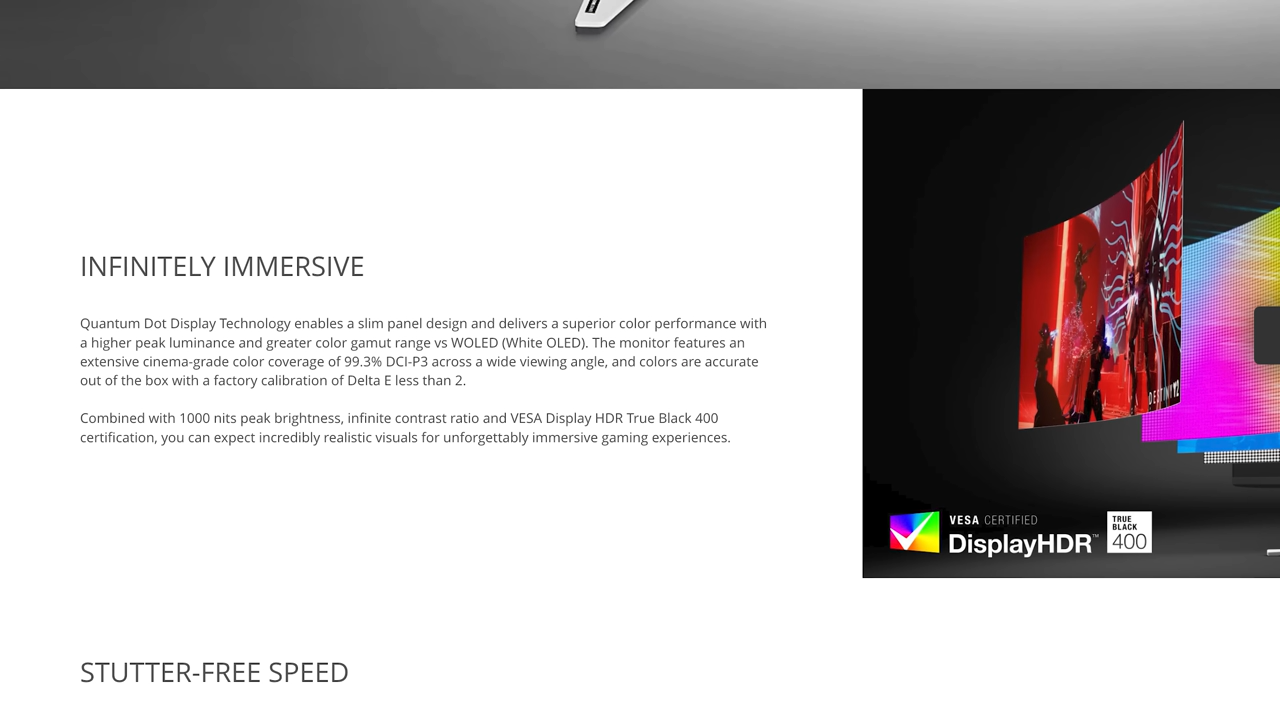 INFINITELY IMMERSIVE
Quantum Dot Display Technology enables a slim panel design and delivers a superior color performance with
a higher peak luminance and greater color gamut range vs WOLED (White OLED). The monitor features an
extensive cinema-grade color coverage of 99.3% DCI-P3 across a wide viewing angle, and colors are accurate
out of the box with a factory calibration of Delta E less than 2.
Combined with 1000 nits peak brightness, infinite contrast ratio and VESA Display HDR True Black 400
certification, you can expect incredibly realistic visuals for unforgettably immersive gaming experiences.
DESTINY 2
VESA CERTIFIED
DisplayHDR™
TRUE
BLACK
400
STUTTER-FREE SPEED